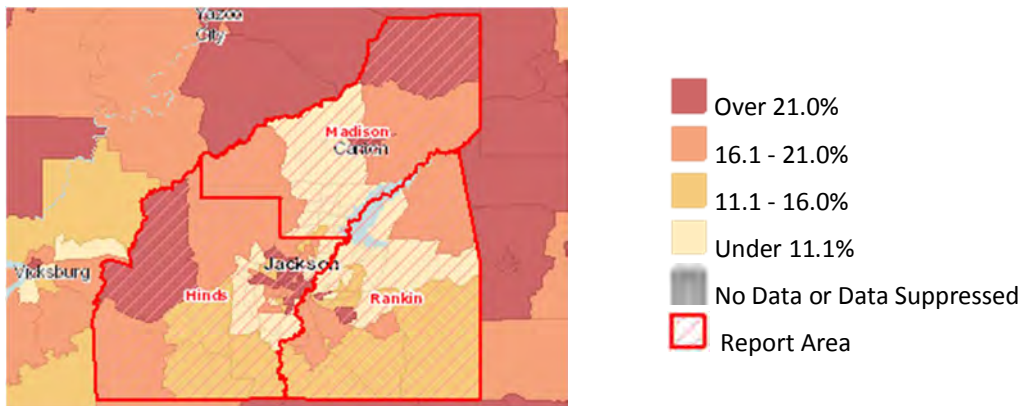 Yazoo
City
Madison
Canton
Jackson
Vicksburg
Hinds
Rankin
Over 21.0%
16.1 - 21.0%
11.1 - 16.0%
Under 11.1%
No Data or Data Suppressed
Report Area